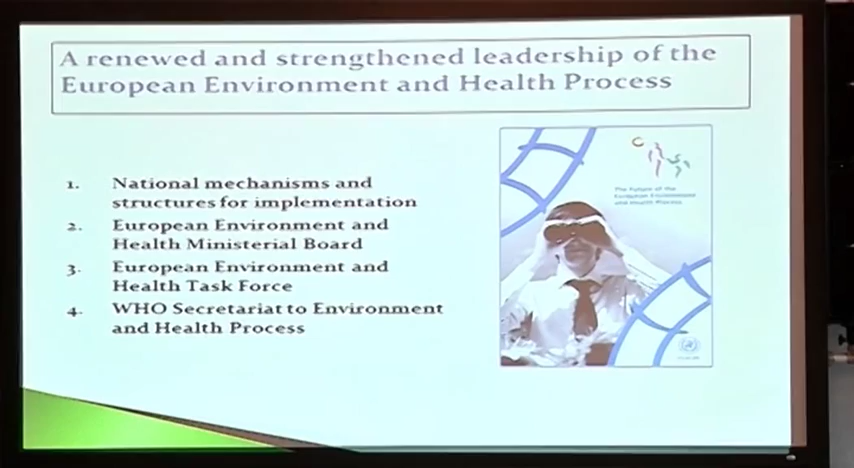 A renewed and strengthened leadership of the
European Environment and Health Process
1. National mechanisms and
structures for implementation
2. European Environment and
Health Ministerial Board
3. European Environment and
Health Task Force
4. WHO Secretariat to Environment
and Health Process
The Future of the
European Environment
and Health Process